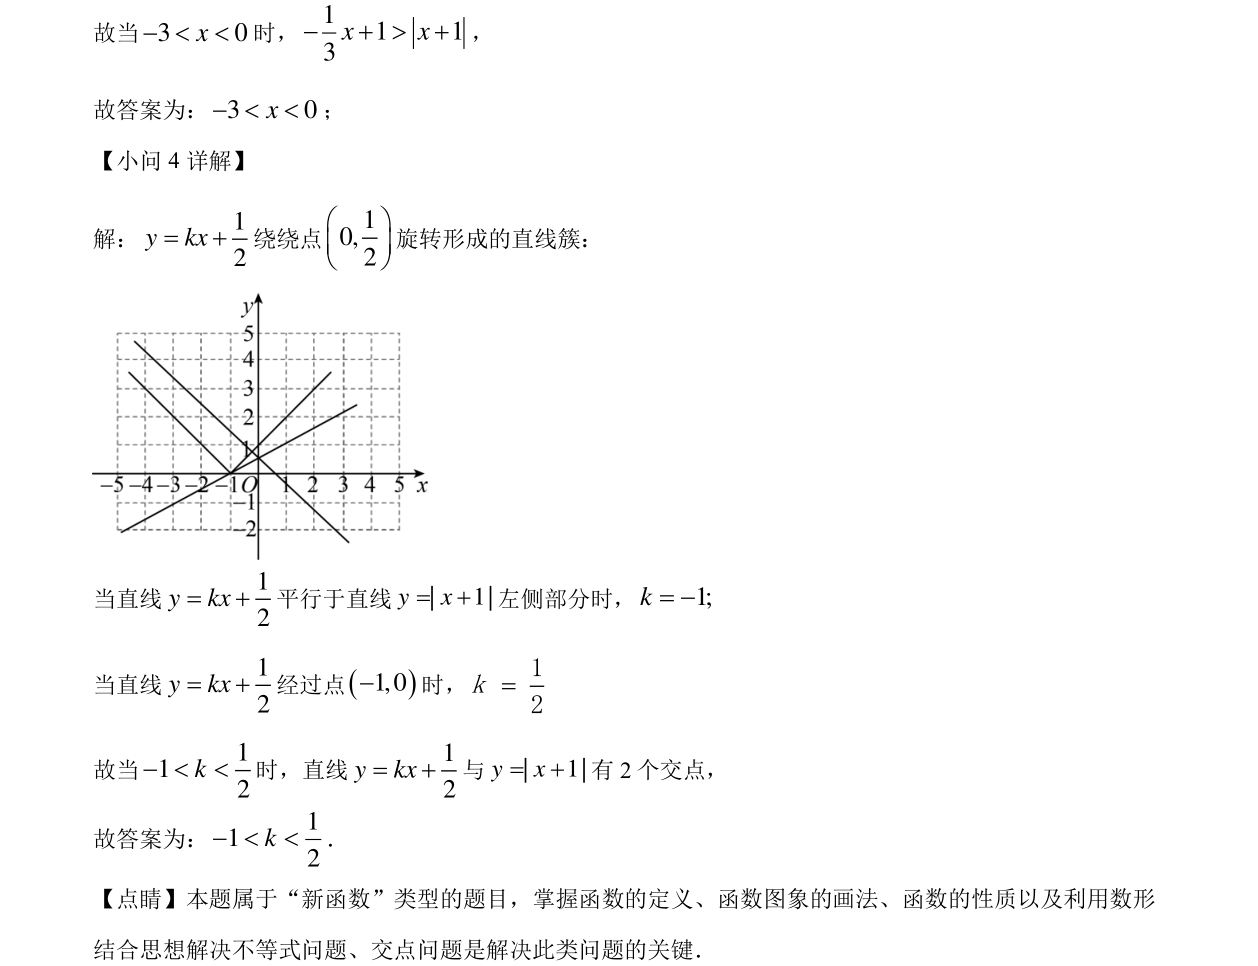 故当 −3 < x < 0 时，−1/3 x + 1 > |x + 1|，
故答案为：−3 < x < 0；
【小问 4 详解】
解：y = kx + 1/2 绕绕点 (0, 1/2) 旋转形成的直线簇：
y
5
4
3
2
1
−5 −4 −3 −2 −1 O 1 2 3 4 5 x
−1
−2
当直线 y = kx + 1/2 平行于直线 y =| x + 1 | 左侧部分时，k = −1;
当直线 y = kx + 1/2 经过点 (−1, 0) 时，k = 1/2
故当 −1 < k < 1/2 时，直线 y = kx + 1/2 与 y =| x + 1 | 有 2 个交点，
故答案为：−1 < k < 1/2．
【点睛】本题属于“新函数”类型的题目，掌握函数的定义、函数图象的画法、函数的性质以及利用数形
结合思想解决不等式问题、交点问题是解决此类问题的关键．